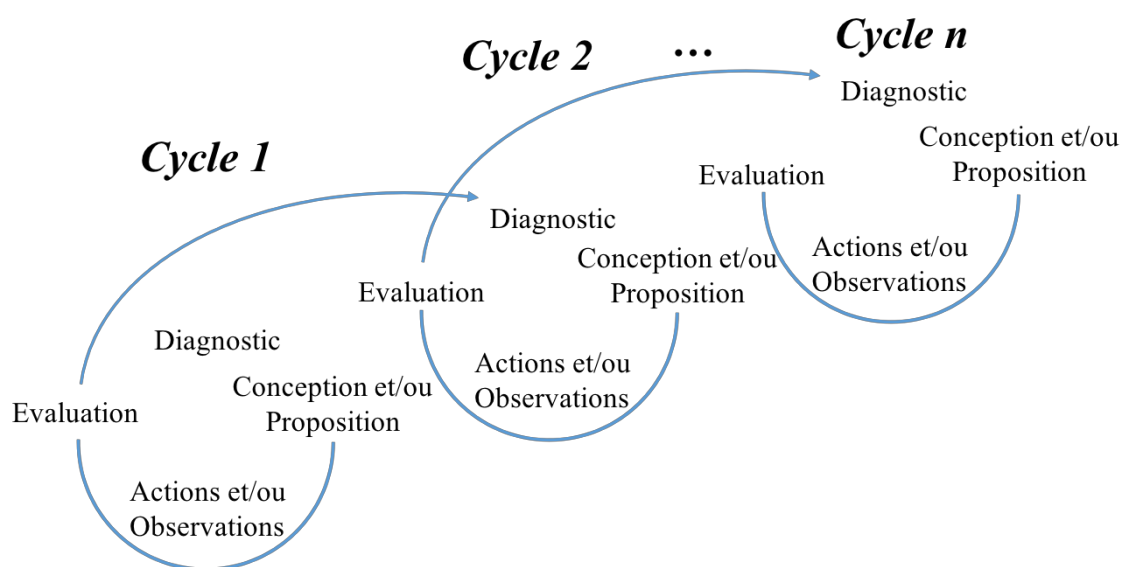 Cycle 1
Diagnostic
Conception et/ou
Proposition
Actions et/ou
Observations
Evaluation
Cycle 2
Diagnostic
Conception et/ou
Proposition
Actions et/ou
Observations
Evaluation
...
Cycle n
Diagnostic
Conception et/ou
Proposition
Actions et/ou
Observations
Evaluation